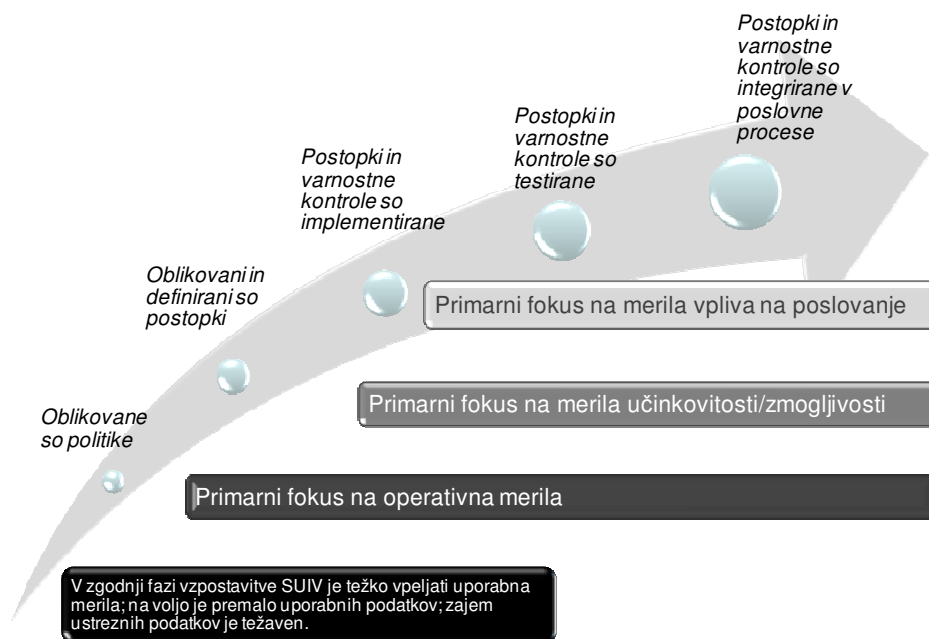 Postopki in
varnostne
kontrole so
integrirane v
poslovne
procese
Postopki in
varnostne
kontrole so
testirane
Postopki in
varnostne
kontrole so
implementirane
Oblikovani in
definirani so
postopki
Oblikovane
so politike
Primarni fokus na merila vpliva na poslovanje
Primarni fokus na merila učinkovitosti/zmogljivosti
Primarni fokus na operativna merila
V zgodnji fazi vzpostavitve SUIV je težko vpeljati uporabna
merila; na voljo je premalo uporabnih podatkov; zajem
ustreznih podatkov je težaven.